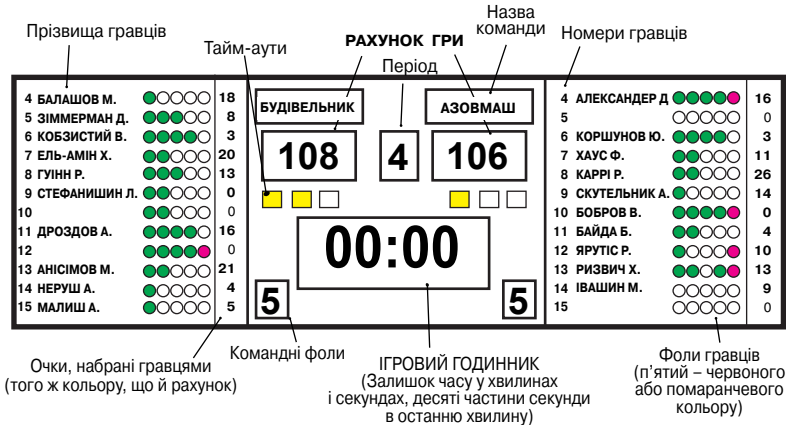 Прізвища гравців
Тайм-аути
РАХУНОК ГРИ
Період
Назва
команди
Номери гравців
4 БАЛАШОВ М. 18
5 ЗІММЕРМАН Д. 8
6 КОБЗИСТИЙ В. 3
7 ЕЛЬ-АМІН Х. 20
8 ГУІНН Р. 13
9 СТЕФАНИШИН Л. 0
10 0
11 ДРОЗДОВ А. 16
12 0
13 АНІСІМОВ М. 21
14 НЕРУШ А. 4
15 МАЛИШ А. 5
БУДІВЕЛЬНИК
АЗОВМАШ
108
4
106
00:00
5
5
4 АЛЕКСАНДЕР Д 16
5 0
6 КОРШУНОВ Ю. 3
7 ХАУС Ф. 11
8 КАРРІ Р. 26
9 СКУТЕЛЬНИК А. 14
10 БОБРОВ В. 0
11 БАЙДА Б. 4
12 ЯРУТІС Р. 10
13 РИЗВИЧ Х. 13
14 ІВАШИН М. 9
15 0
Очки, набрані гравцями
(того ж кольору, що й рахунок)
Командні фоли
ІГРОВИЙ ГОДИННИК
(Залишок часу у хвилинах
і секундах, десяті частини секунди
в останню хвилину)
Фоли гравців
(п'ятий – червоного
або помаранчевого
кольору)